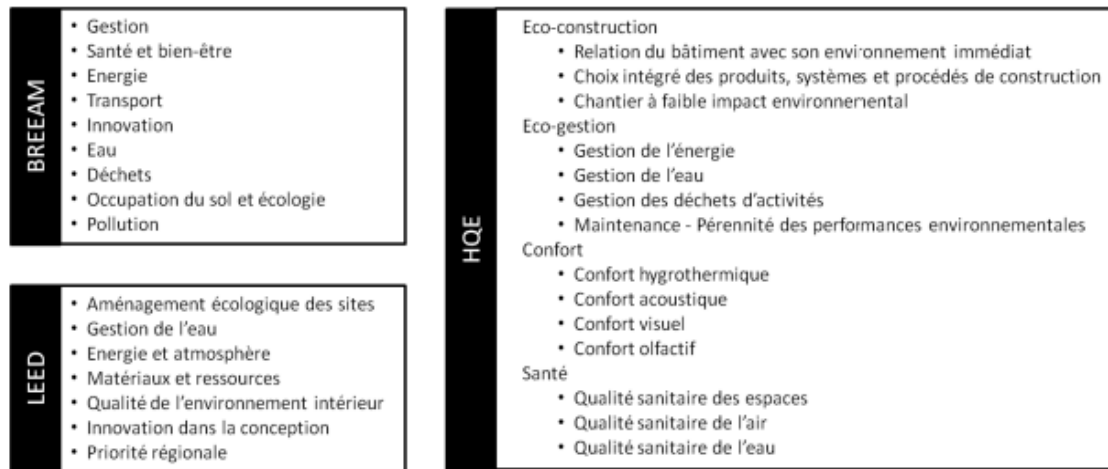 BREEAM
• Gestion
• Santé et bien-être
• Energie
• Transport
• Innovation
• Eau
• Déchets
• Occupation du sol et écologie
• Pollution
LEED
• Aménagement écologique des sites
• Gestion de l'eau
• Energie et atmosphère
• Matériaux et ressources
• Qualité de l'environnement intérieur
• Innovation dans la conception
• Priorité régionale
HQE
Eco-construction
• Relation du bâtiment avec son environnement immédiat
• Choix intégré des produits, systèmes et procédés de construction
• Chantier à faible impact environnemental
Eco-gestion
• Gestion de l'énergie
• Gestion de l'eau
• Gestion des déchets d'activités
• Maintenance - Pérennité des performances environnementales
Confort
• Confort hygrothermique
• Confort acoustique
• Confort visuel
• Confort olfactif
Santé
• Qualité sanitaire des espaces
• Qualité sanitaire de l'air
• Qualité sanitaire de l'eau